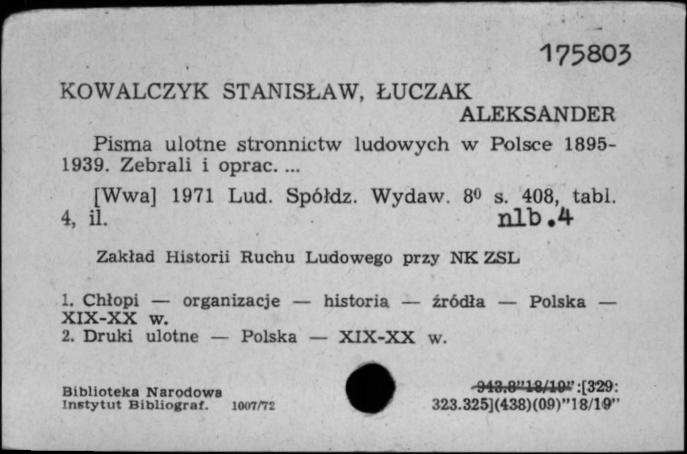 175803
KOWALCZYK STANISŁAW, ŁUCZAK
ALEKSANDER
Pisma ulotne stronnictw ludowych w Polsce 1895-
1939. Zebrali i oprac. ...
[Wwa] 1971 Lud. Spółdz. Wydaw. 8⁰ s. 408, tabl.
4, il. nlb.4
Zakład Historii Ruchu Ludowego przy NK ZSL
1. Chłopi — organizacje — historia — źródła — Polska —
XIX-XX w.
2. Druki ulotne — Polska — XIX-XX w.
Biblioteka Narodowa 943.8"18/19":[329:
Instytut Bibliograf. 1007/72 323.325](438)(09)"18/19"